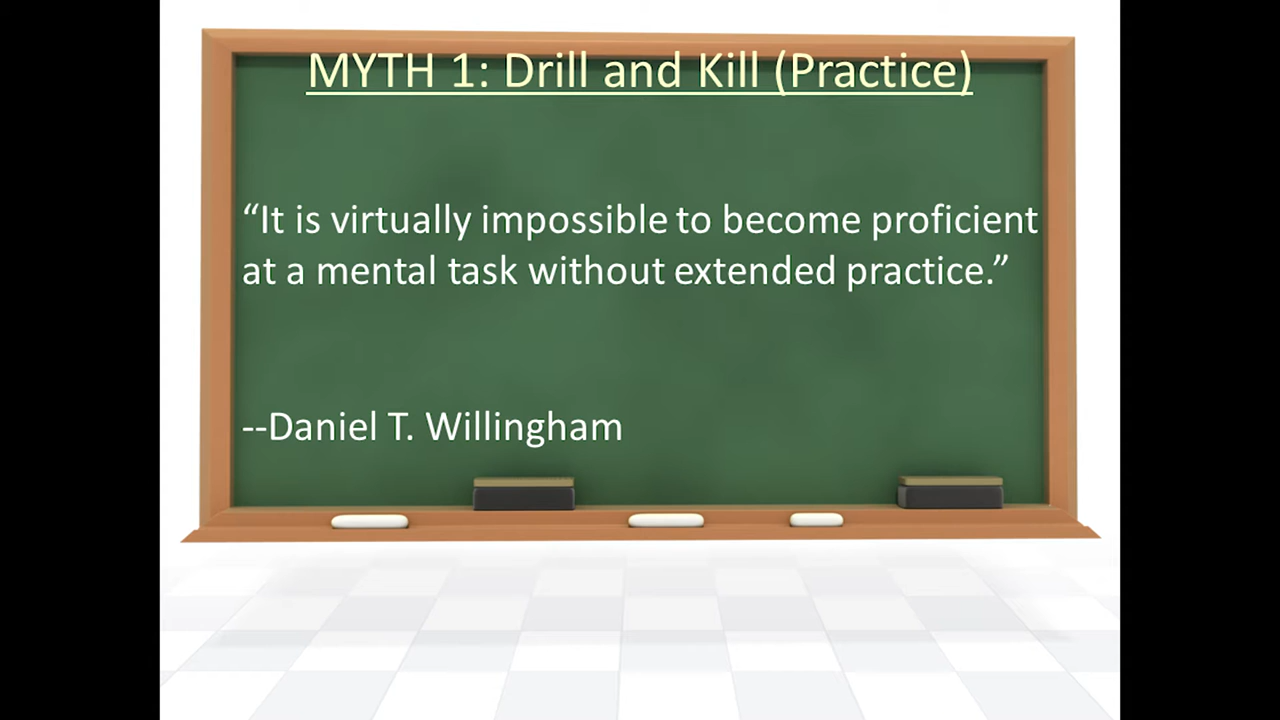 MYTH 1: Drill and Kill (Practice)
“It is virtually impossible to become proficient
at a mental task without extended practice.”
--Daniel T. Willingham